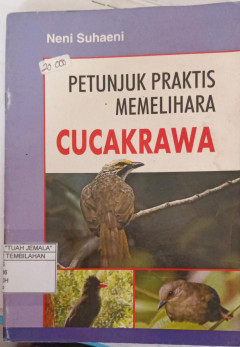 Neni Suhaeni
20 000
PETUNJUK PRAKTIS
MEMELIHARA
CUCAKRAWA
"TUAH JEMALA"
TEMBILAHAN